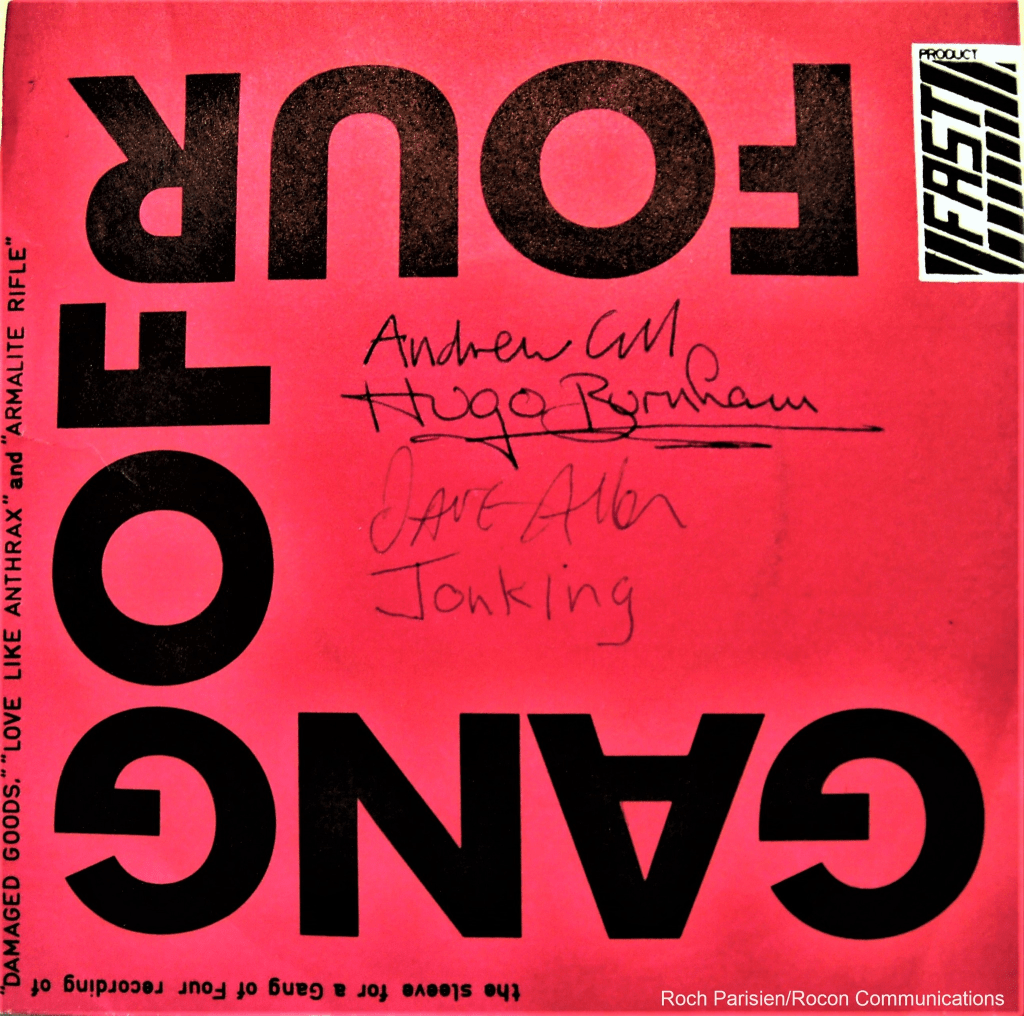 PRODUCT
FAST
GANG
OF
FOUR
Andrew Gill
Hugo Burnham
DAVE Allen
Jon King
the sleeve for a Gang of Four recording of
"DAMAGED GOODS," "LOVE LIKE ANTHRAX" and "ARMALITE RIFLE"
Roch Parisien/Rocon Communications